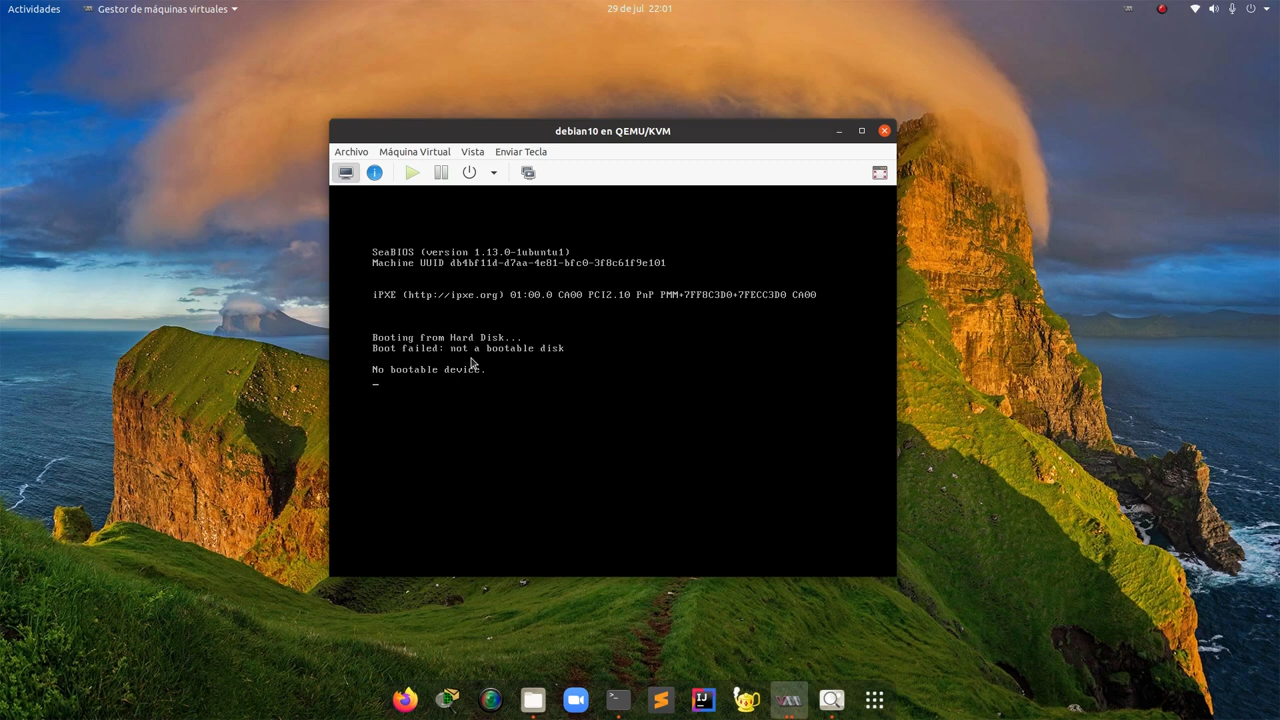 Actividades
Gestor de máquinas virtuales
29 de jul 22:01
debian10 en QEMU/KVM
Archivo Máquina Virtual Vista Enviar Tecla
SeaBIOS (version 1.13.0-1ubuntu1)
Machine UUID db4bf11d-d7aa-4e81-bfc0-3f8c61f9e101
iPXE (http://ipxe.org) 01:00.0 CA00 PCI2.10 PnP PMM+7FF8C3D0+7FECC3D0 CA00
Booting from Hard Disk...
Boot failed: not a bootable disk
No bootable device.
IJ